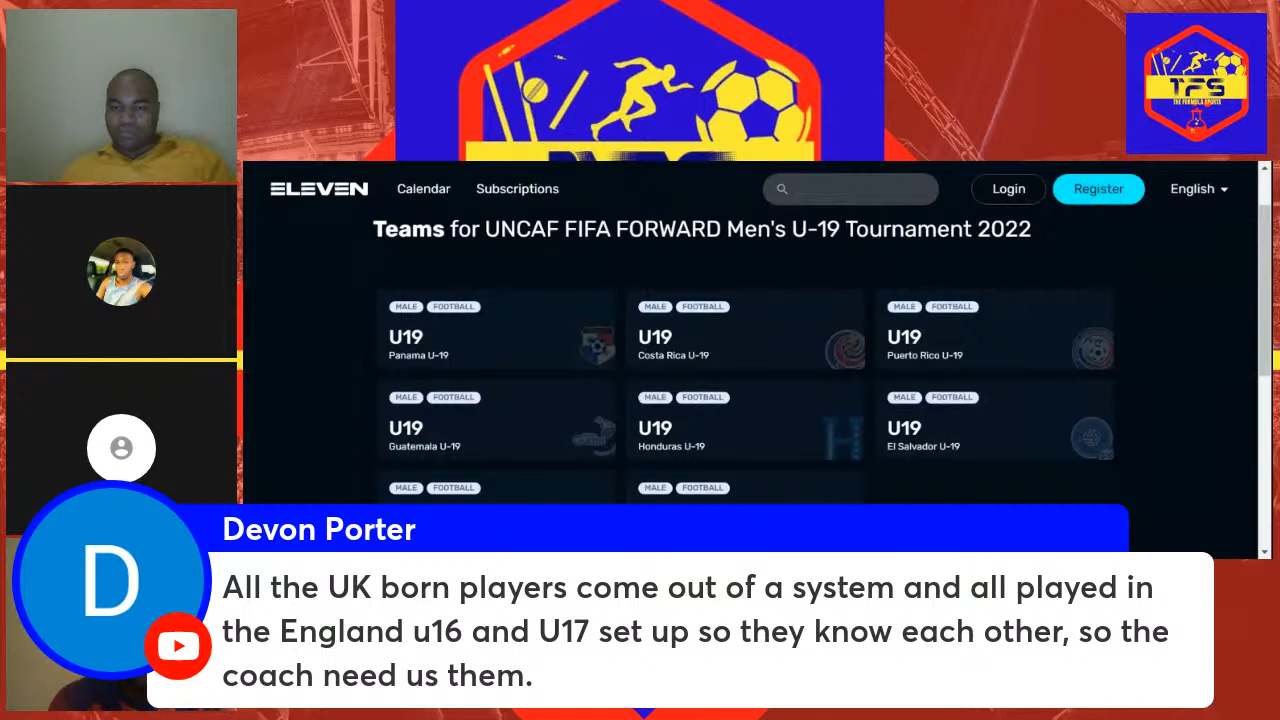 TFS
THE FORMULA SPORTS
ELEVEN
Calendar
Subscriptions
Login
Register
English
Teams for UNCAF FIFA FORWARD Men's U-19 Tournament 2022
MALE FOOTBALL
U19
Panama U-19
MALE FOOTBALL
U19
Costa Rica U-19
MALE FOOTBALL
U19
Puerto Rico U-19
MALE FOOTBALL
U19
Guatemala U-19
MALE FOOTBALL
U19
Honduras U-19
MALE FOOTBALL
U19
El Salvador U-19
MALE FOOTBALL
MALE FOOTBALL
D
Devon Porter
All the UK born players come out of a system and all played in
the England u16 and U17 set up so they know each other, so the
coach need us them.